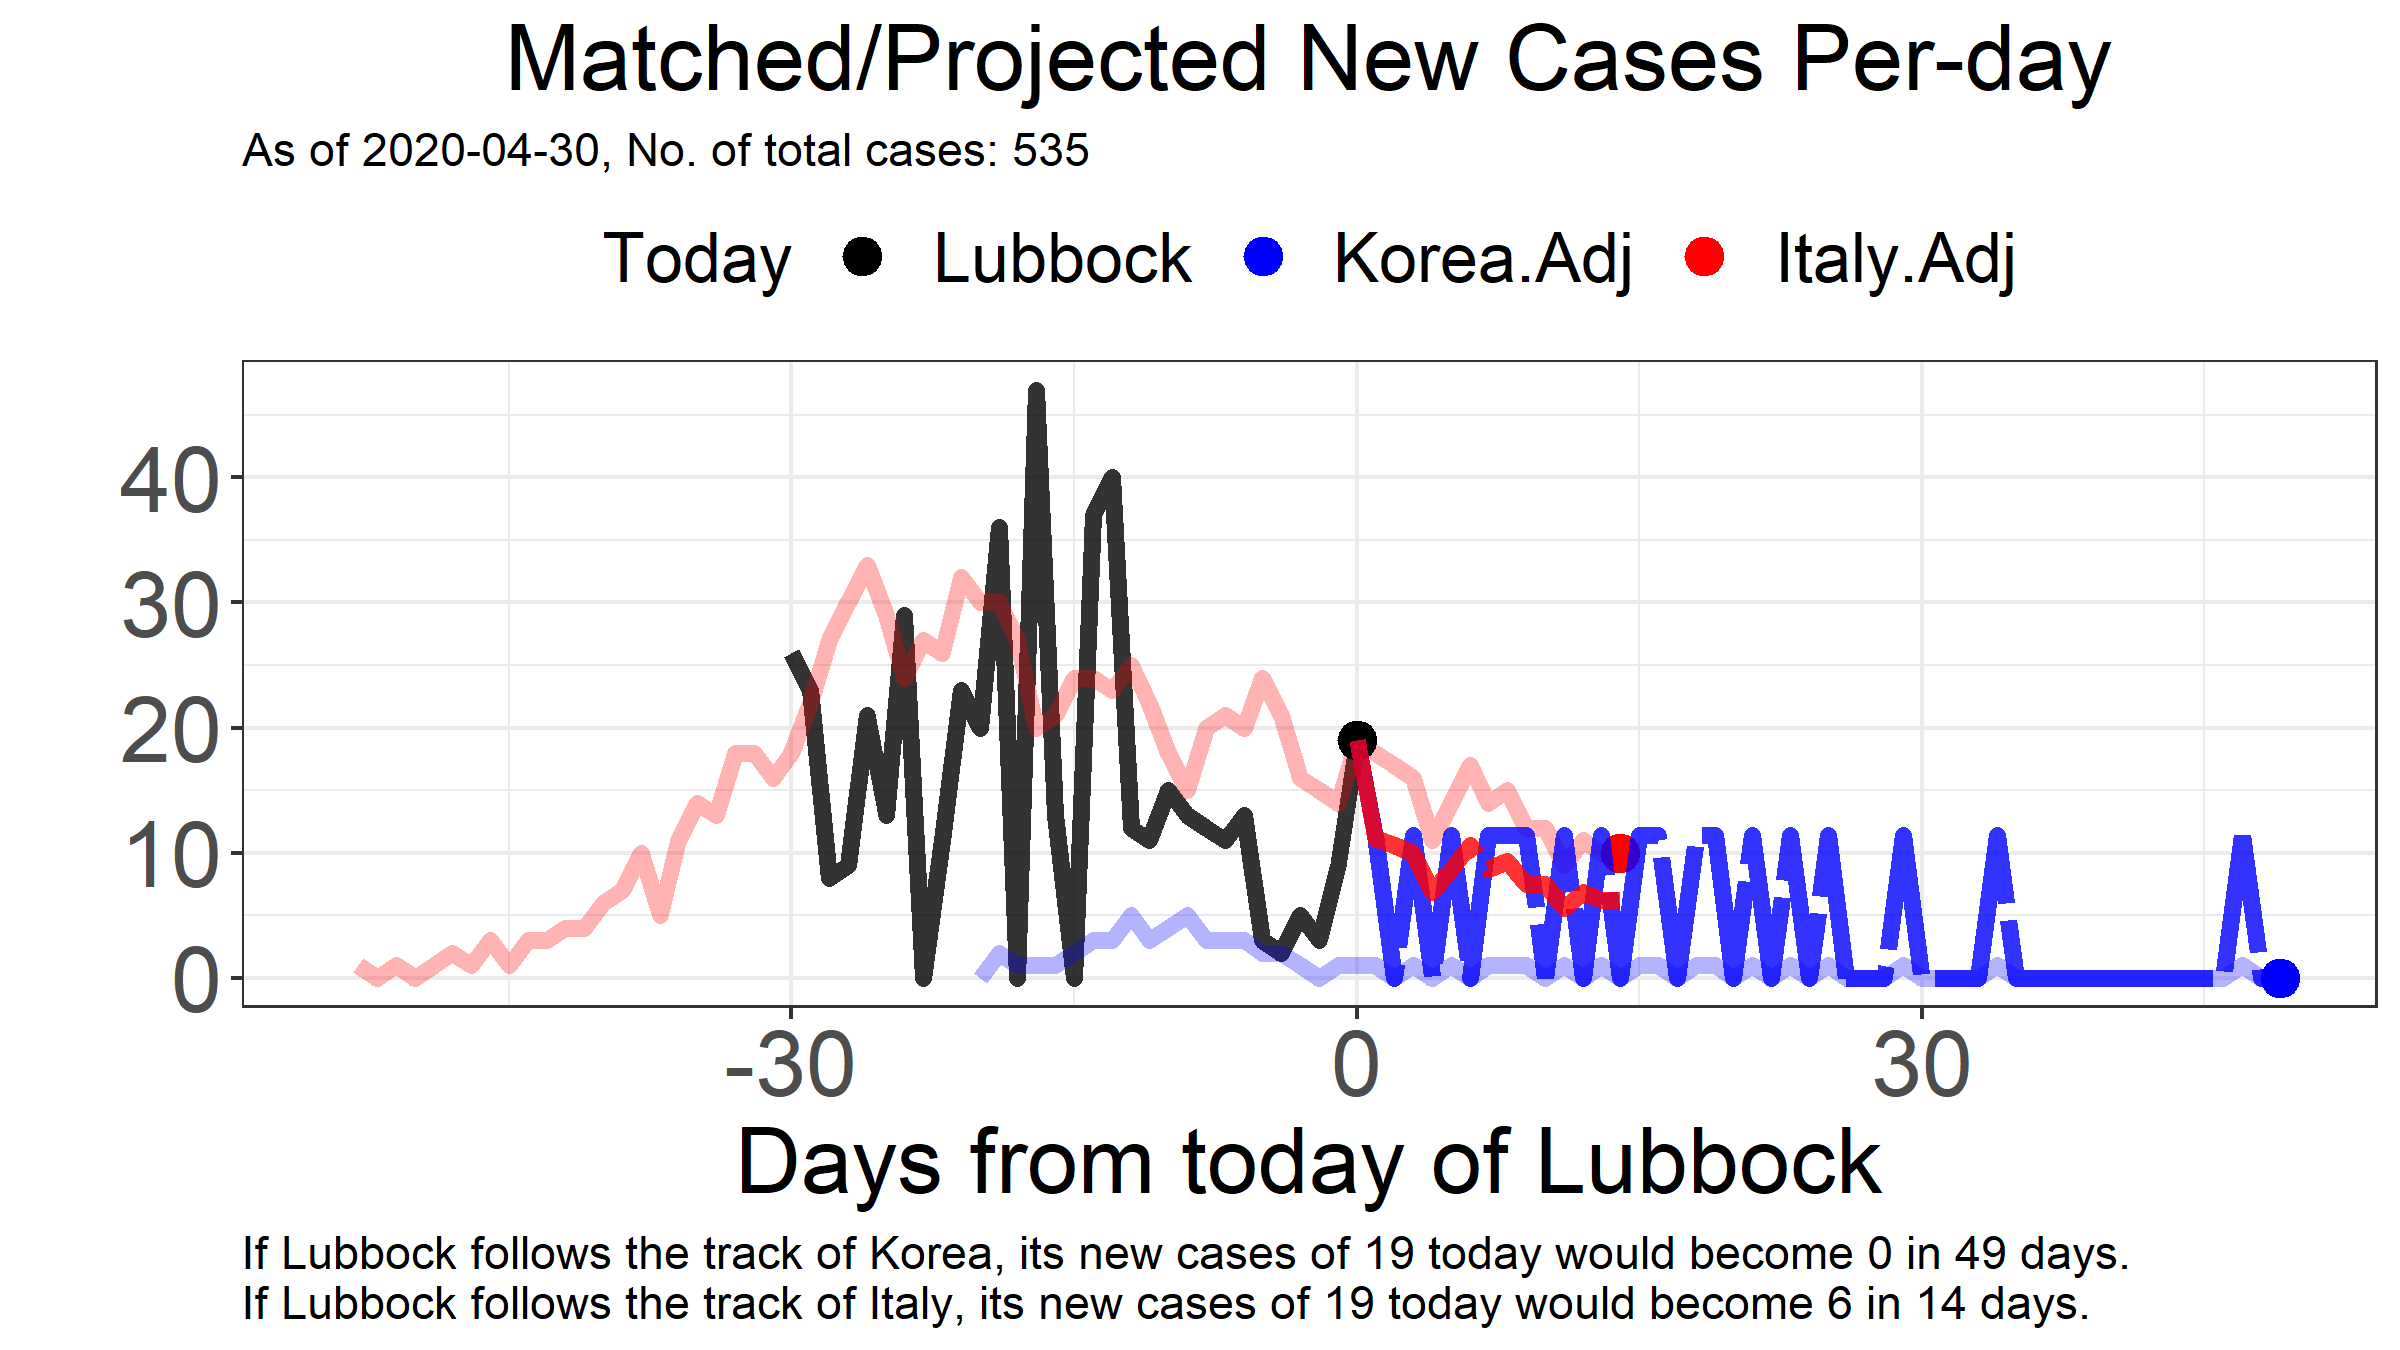 Matched/Projected New Cases Per-day
As of 2020-04-30, No. of total cases: 535
Today Lubbock Korea.Adj Italy.Adj
40
30
20
10
0
-30 0 30
Days from today of Lubbock
If Lubbock follows the track of Korea, its new cases of 19 today would become 0 in 49 days.
If Lubbock follows the track of Italy, its new cases of 19 today would become 6 in 14 days.